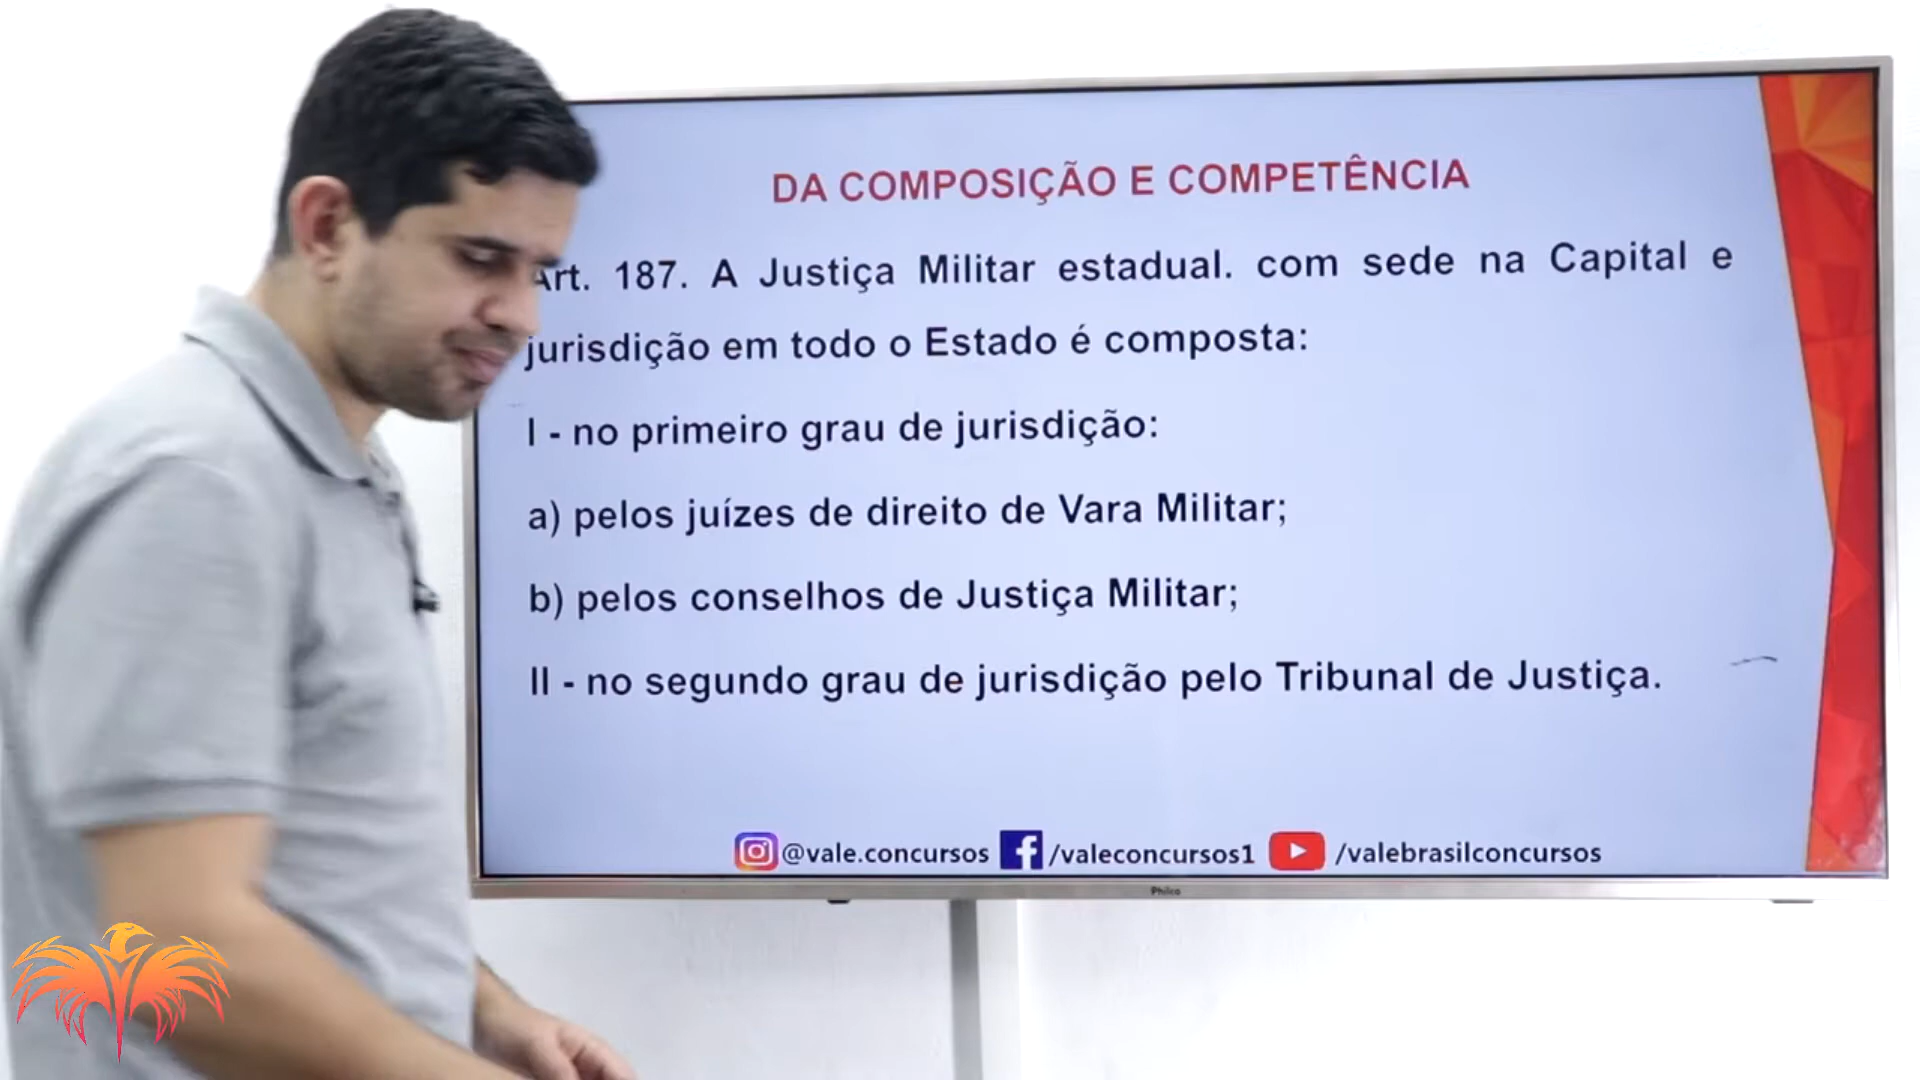 DA COMPOSIÇÃO E COMPETÊNCIA
Art. 187. A Justiça Militar estadual. com sede na Capital e
jurisdição em todo o Estado é composta:
I - no primeiro grau de jurisdição:
a) pelos juízes de direito de Vara Militar;
b) pelos conselhos de Justiça Militar;
II - no segundo grau de jurisdição pelo Tribunal de Justiça.
@vale.concursos /valeconcursos1 /valebrasilconcursos
Philco